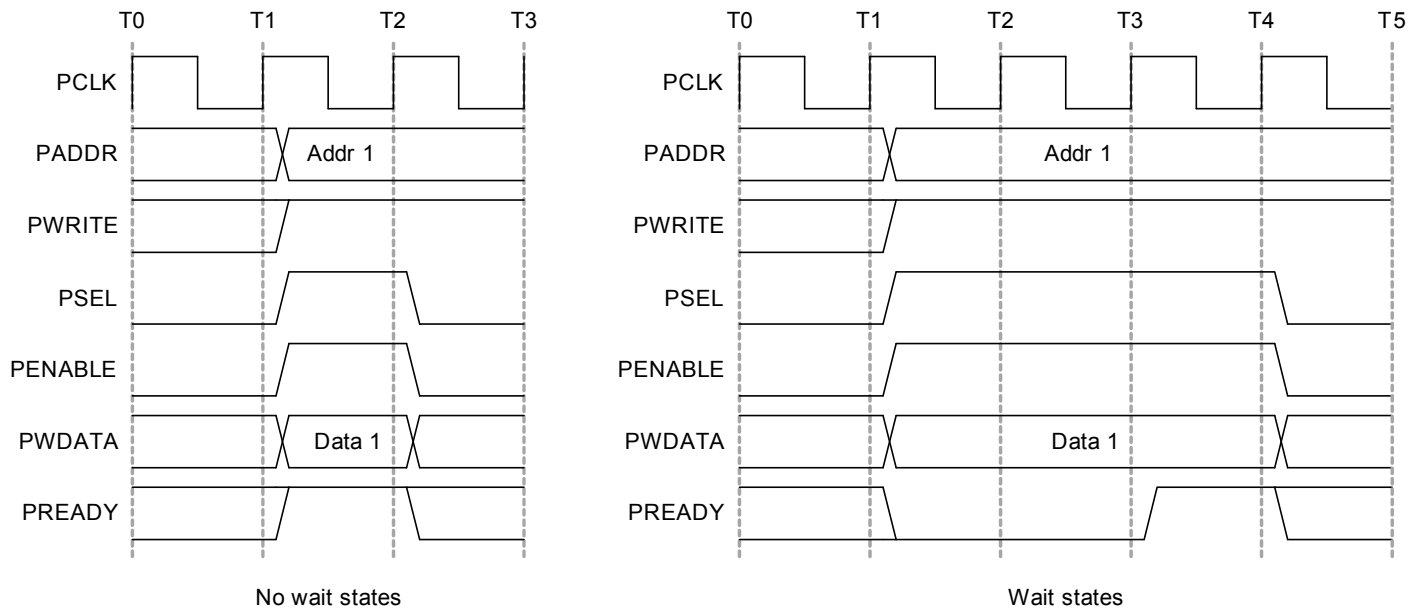 T0 T1 T2 T3
PCLK
PADDR Addr 1
PWRITE
PSEL
PENABLE
PWDATA Data 1
PREADY
No wait states
T0 T1 T2 T3 T4 T5
PCLK
PADDR Addr 1
PWRITE
PSEL
PENABLE
PWDATA Data 1
PREADY
Wait states